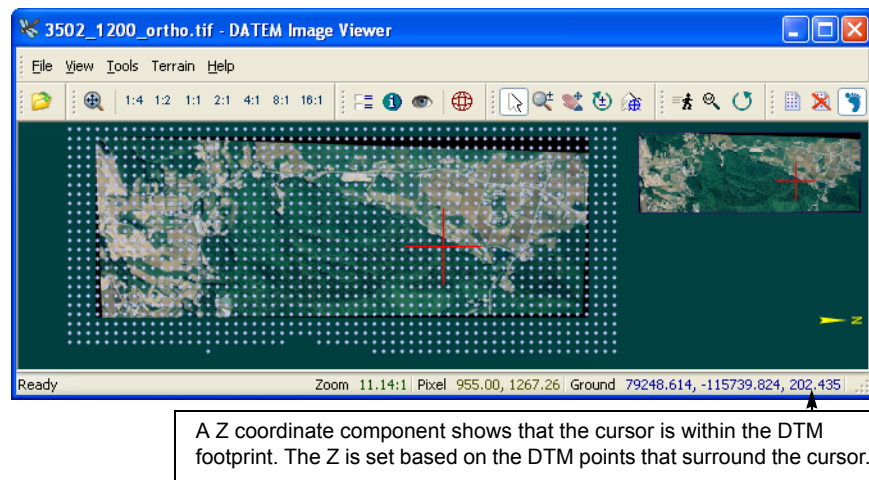 3502_1200_ortho.tif - DATEM Image Viewer
File View Tools Terrain Help
1:4 1:2 1:1 2:1 4:1 8:1 16:1
N
Ready Zoom 11.14:1 Pixel 955.00, 1267.26 Ground 79248.614, -115739.824, 202.435
A Z coordinate component shows that the cursor is within the DTM
footprint. The Z is set based on the DTM points that surround the cursor.